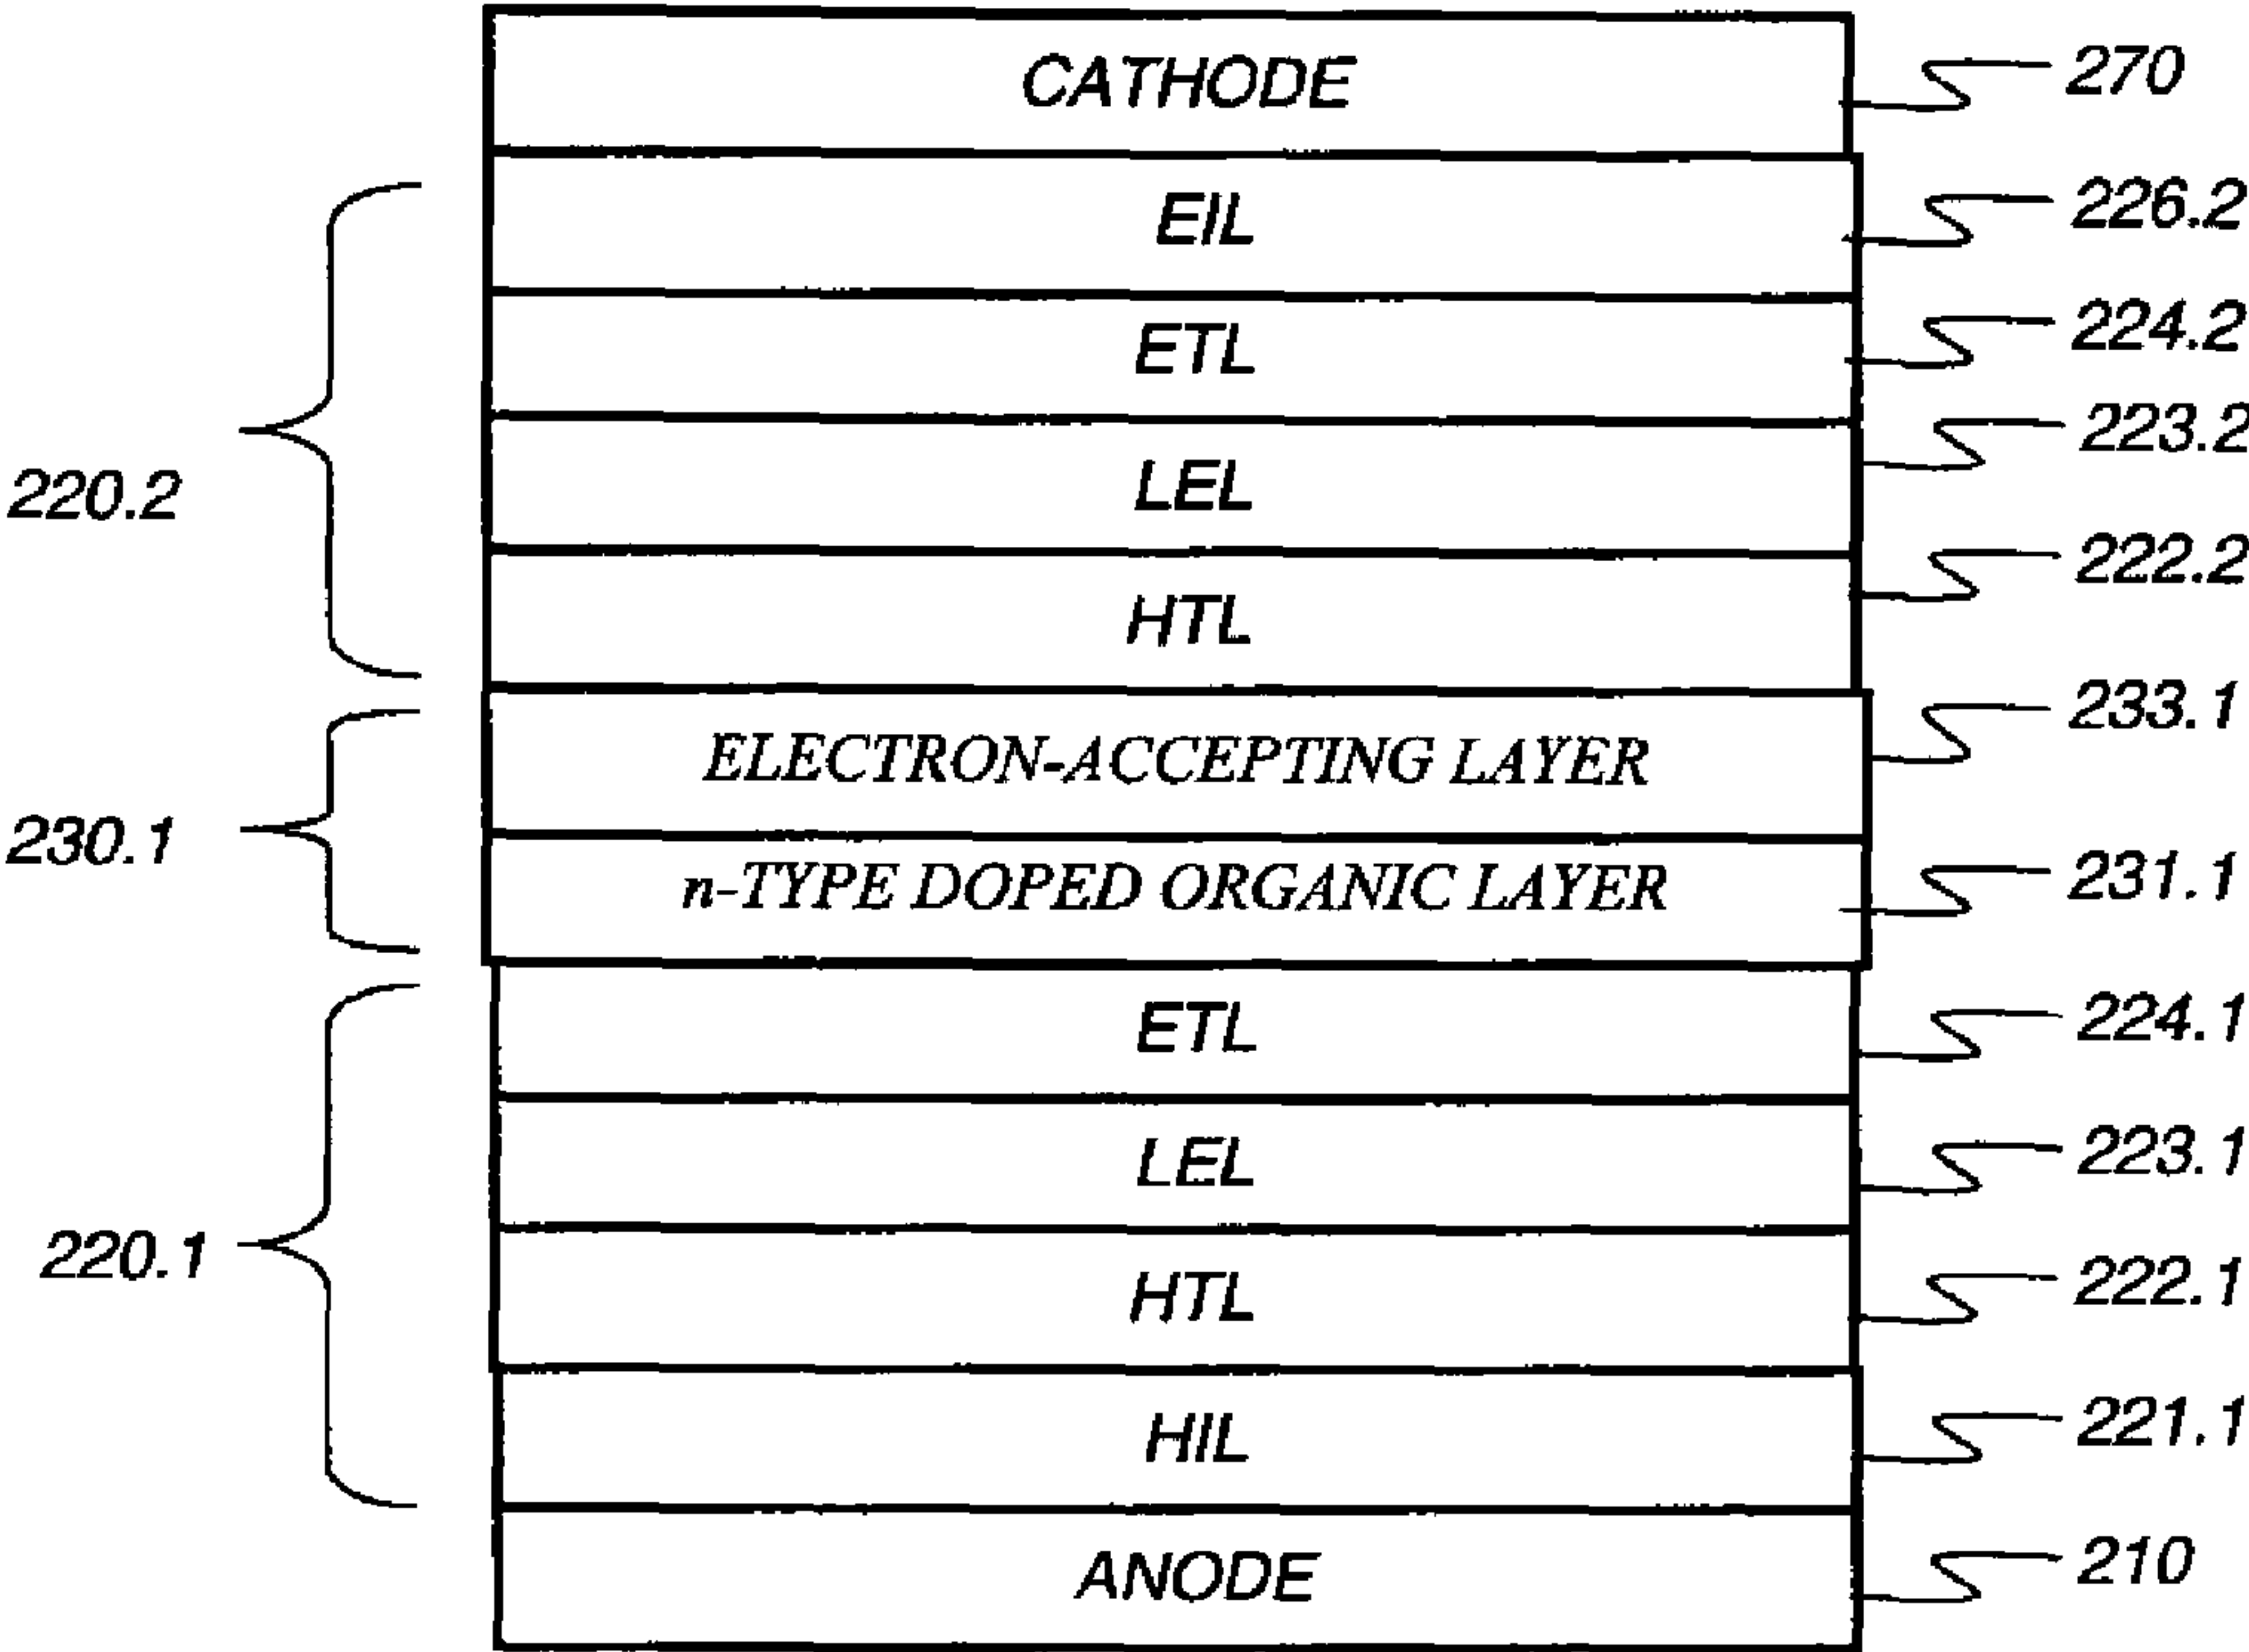 CATHODE 270
EIL 226.2
ETL 224.2
LEL 223.2
220.2
HTL 222.2
ELECTRON-ACCEPTING LAYER 233.1
230.1
n-TYPE DOPED ORGANIC LAYER 231.1
ETL 224.1
LEL 223.1
220.1
HTL 222.1
HIL 221.1
ANODE 210